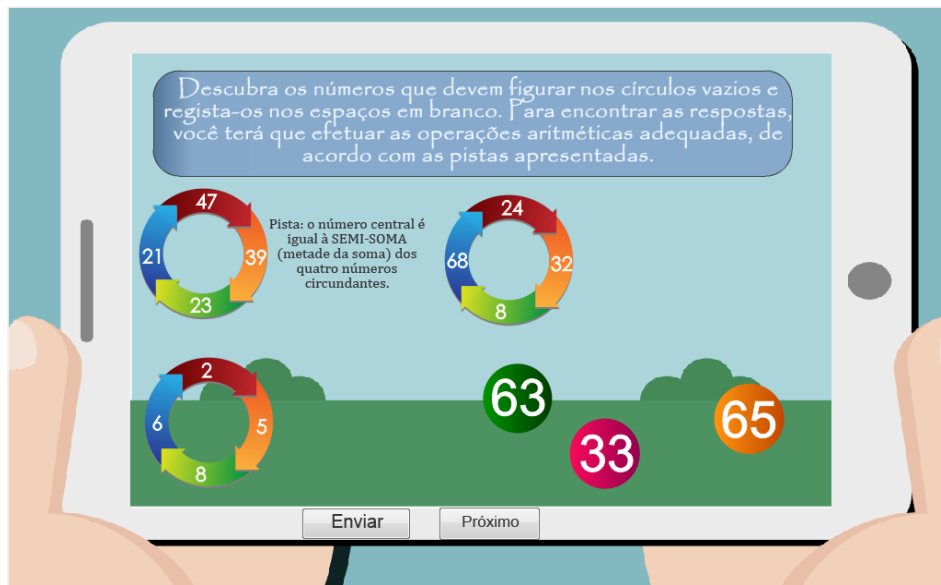 Descubra os números que devem figurar nos círculos vazios e
regista-os nos espaços em branco. Para encontrar as respostas,
você terá que efetuar as operações aritméticas adequadas, de
acordo com as pistas apresentadas.
47
21
39
23
Pista: o número central é
igual à SEMI-SOMA
(metade da soma) dos
quatro números
circundantes.
24
68
32
8
2
6
5
8
63
33
65
Enviar
Próximo